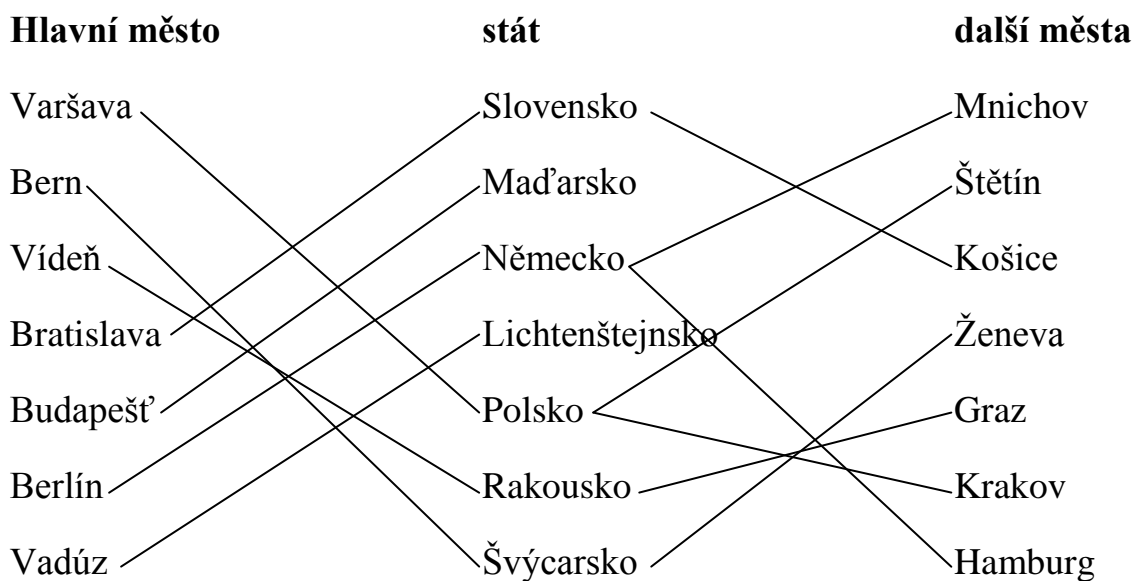 Hlavní město stát další města
Varšava Slovensko Mnichov
Bern Maďarsko Štětín
Vídeň Německo Košice
Bratislava Lichtenštejnsko Ženeva
Budapešť Polsko Graz
Berlín Rakousko Krakov
Vadúz Švýcarsko Hamburg